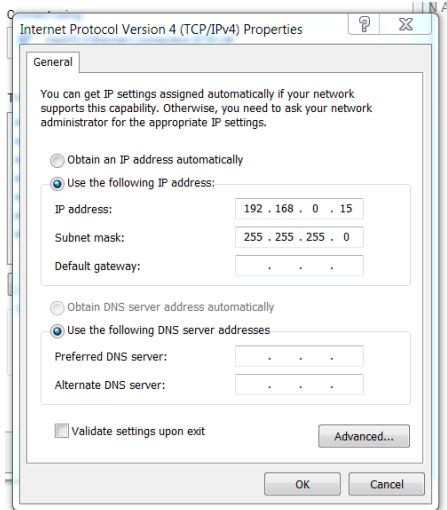 Internet Protocol Version 4 (TCP/IPv4) Properties
General
You can get IP settings assigned automatically if your network
supports this capability. Otherwise, you need to ask your network
administrator for the appropriate IP settings.
Obtain an IP address automatically
Use the following IP address:
IP address: 192 . 168 . 0 . 15
Subnet mask: 255 . 255 . 255 . 0
Default gateway: . . .
Obtain DNS server address automatically
Use the following DNS server addresses
Preferred DNS server: . . .
Alternate DNS server: . . .
Validate settings upon exit
Advanced...
OK Cancel